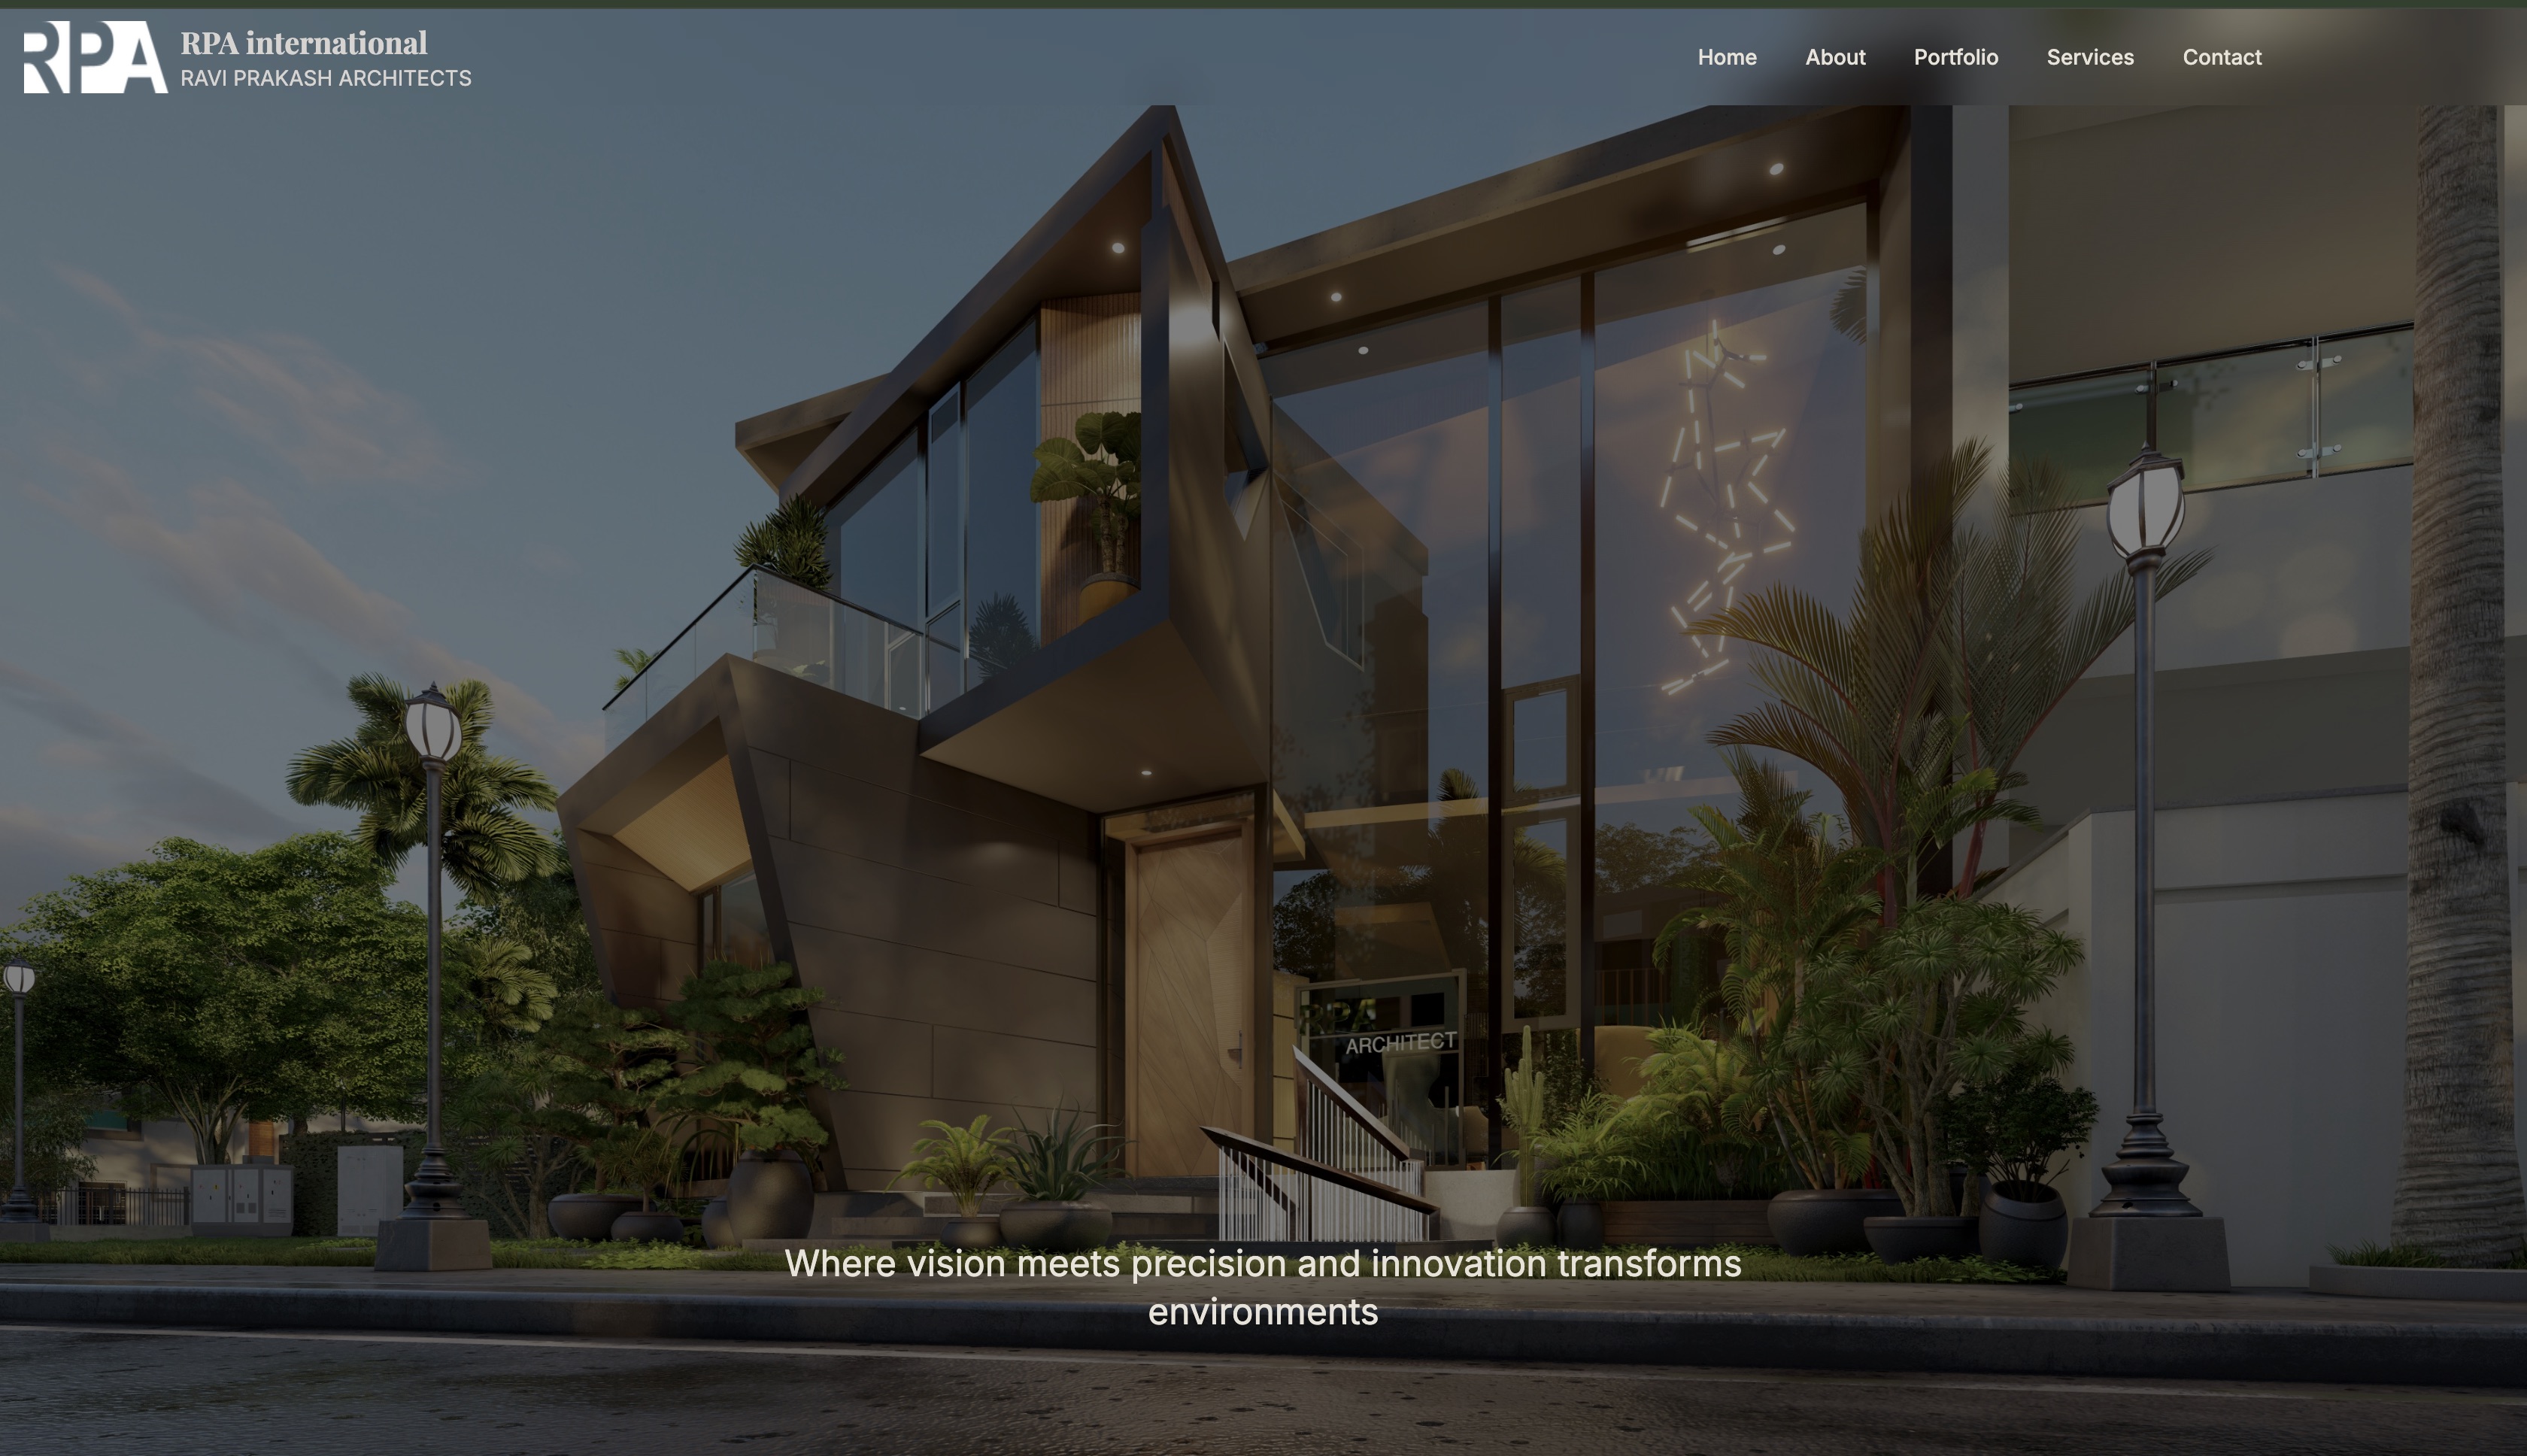 RPA
RPA international
RAVI PRAKASH ARCHITECTS
Home About Portfolio Services Contact
RPA
ARCHITECT
Where vision meets precision and innovation transforms
environments